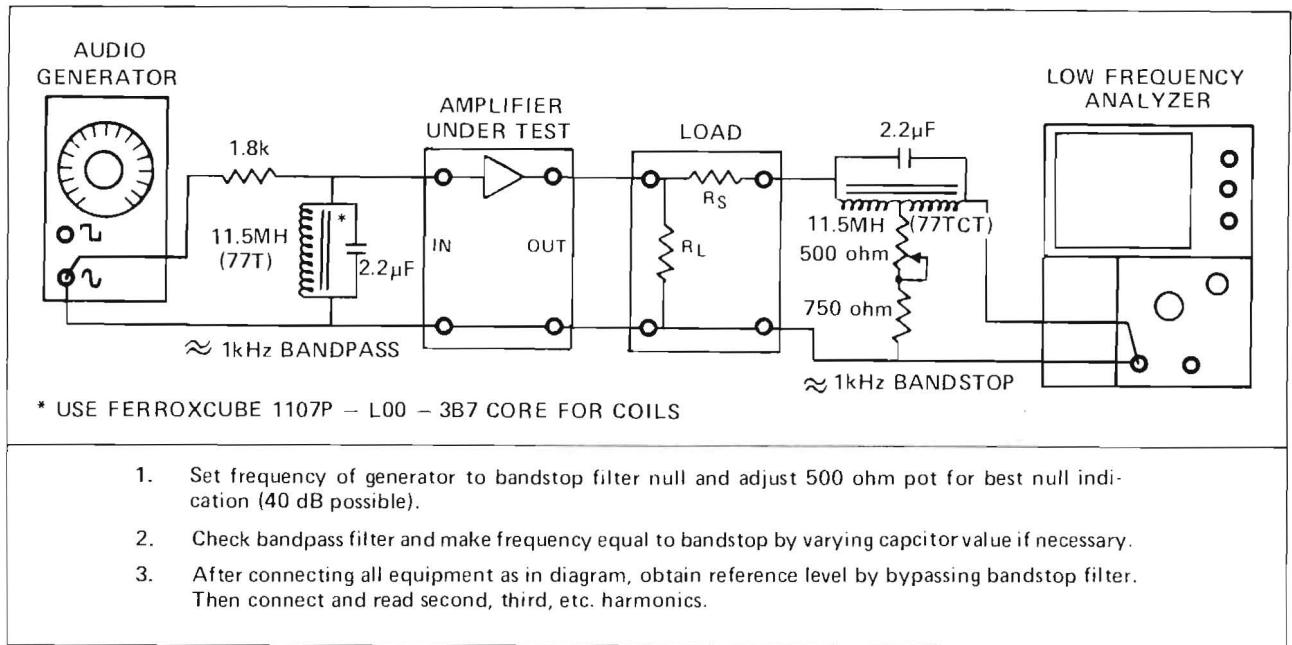 AUDIO
GENERATOR
1.8k
11.5MH
(77T)
*
2.2µF
≈ 1kHz BANDPASS
AMPLIFIER
UNDER TEST
IN
OUT
LOAD
RS
RL
2.2µF
11.5MH
(77TCT)
500 ohm
750 ohm
≈ 1kHz BANDSTOP
LOW FREQUENCY
ANALYZER
* USE FERROXCUBE 1107P – L00 – 3B7 CORE FOR COILS
1. Set frequency of generator to bandstop filter null and adjust 500 ohm pot for best null indi-
cation (40 dB possible).
2. Check bandpass filter and make frequency equal to bandstop by varying capcitor value if necessary.
3. After connecting all equipment as in diagram, obtain reference level by bypassing bandstop filter.
Then connect and read second, third, etc. harmonics.